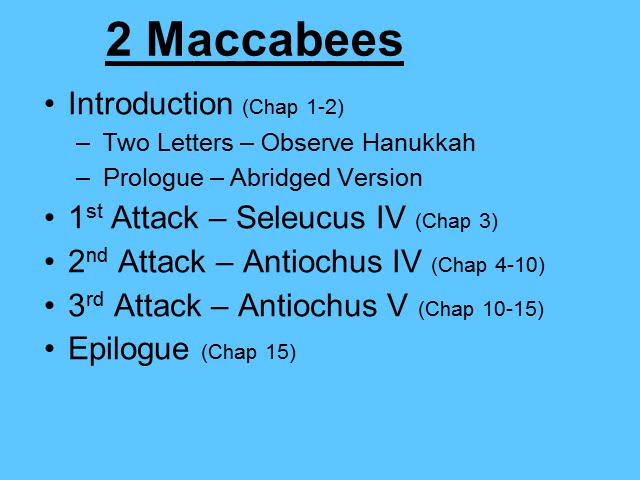 2 Maccabees
• Introduction (Chap 1-2)
– Two Letters – Observe Hanukkah
– Prologue – Abridged Version
• 1st Attack – Seleucus IV (Chap 3)
• 2nd Attack – Antiochus IV (Chap 4-10)
• 3rd Attack – Antiochus V (Chap 10-15)
• Epilogue (Chap 15)